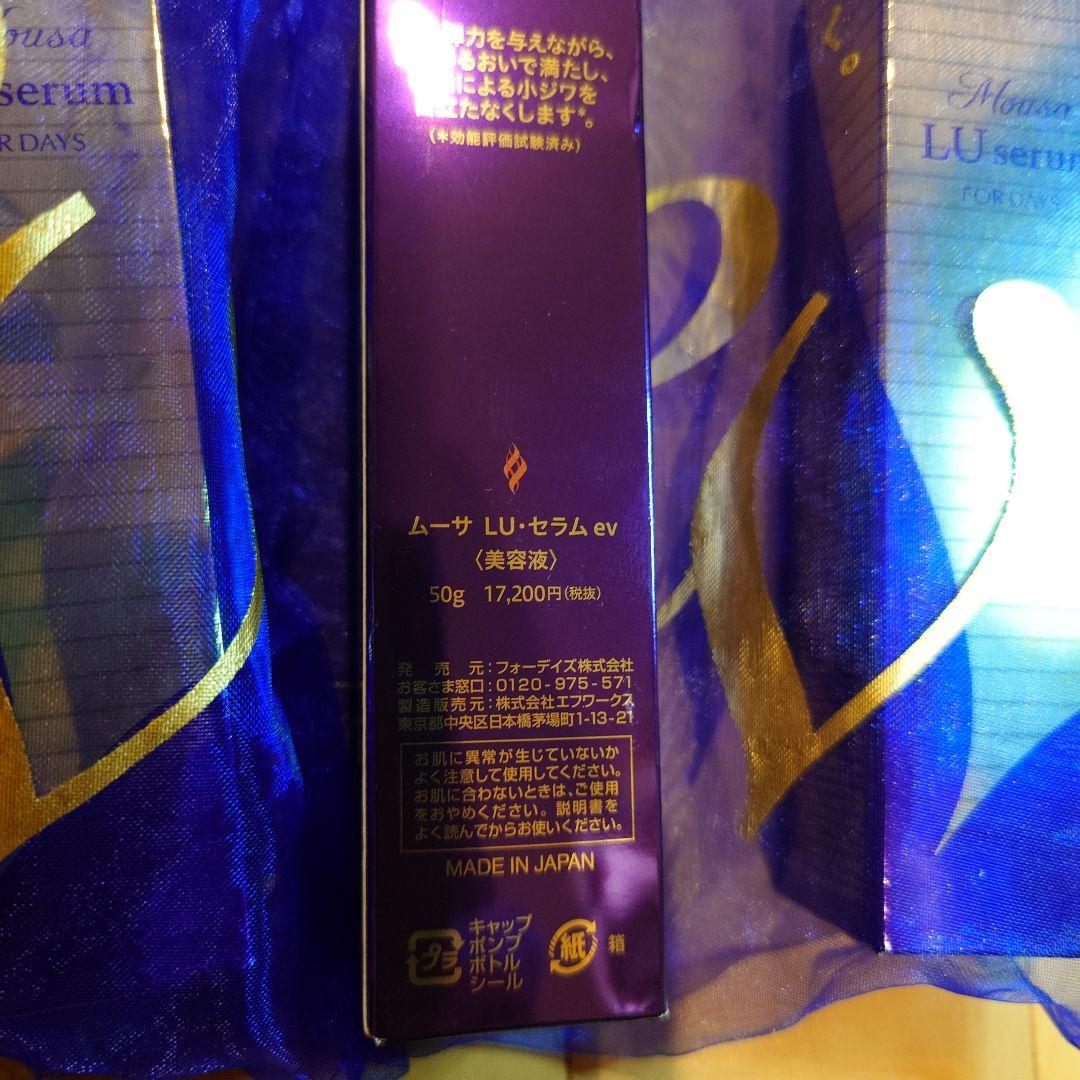 力を与えながら、
おいで満たし、
による小ジワを
立たなくします*。
(*効能評価試験済み)
ムーサ LU・セラム ev
〈美容液〉
50g 17,200円(税抜)
発売元:フォーデイズ株式会社
お客さま窓口:0120-975-571
製造販売元:株式会社エフワークス
東京都中央区日本橋茅場町1-13-21
お肌に異常が生じていないか
よく注意して使用してください。
お肌に合わないときは、ご使用
をおやめください。説明書を
よく読んでからお使いください。
MADE IN JAPAN
プラ
キャップ
ポンプ
ボトル
シール
紙
箱
serum
DAYS
Mousa
LU serum
FOR DAYS